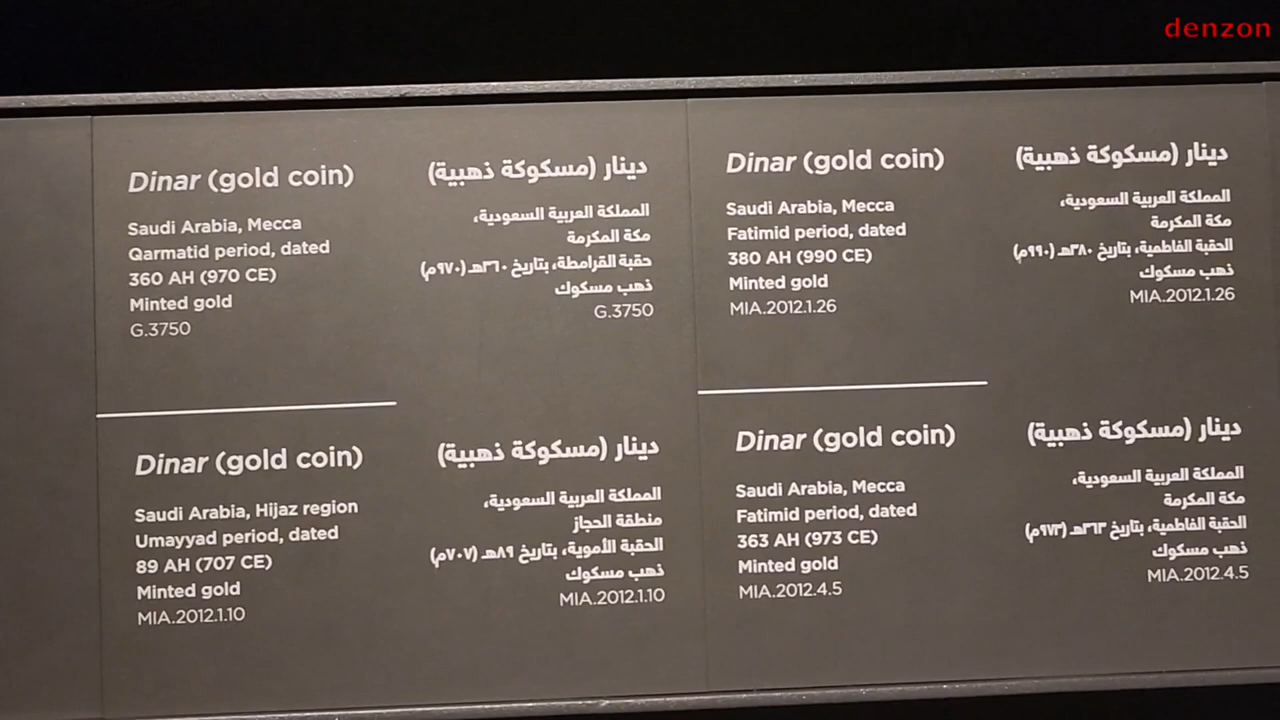 denzon
Dinar (gold coin)
Saudi Arabia, Mecca
Qarmatid period, dated
360 AH (970 CE)
Minted gold
G.3750
دينار (مسكوكة ذهبية)
المملكة العربية السعودية،
مكة المكرمة
حقبة القرامطة، بتاريخ ٣٦٠هـ (٩٧٠م)
ذهب مسكوك
G.3750
Dinar (gold coin)
Saudi Arabia, Hijaz region
Umayyad period, dated
89 AH (707 CE)
Minted gold
MIA.2012.1.10
دينار (مسكوكة ذهبية)
المملكة العربية السعودية،
منطقة الحجاز
الحقبة الأموية، بتاريخ ٨٩هـ (٧٠٧م)
ذهب مسكوك
MIA.2012.1.10
Dinar (gold coin)
Saudi Arabia, Mecca
Fatimid period, dated
380 AH (990 CE)
Minted gold
MIA.2012.1.26
دينار (مسكوكة ذهبية)
المملكة العربية السعودية،
مكة المكرمة
الحقبة الفاطمية، بتاريخ ٣٨٠هـ (٩٩٠م)
ذهب مسكوك
MIA.2012.1.26
Dinar (gold coin)
Saudi Arabia, Mecca
Fatimid period, dated
363 AH (973 CE)
Minted gold
MIA.2012.4.5
دينار (مسكوكة ذهبية)
المملكة العربية السعودية،
مكة المكرمة
الحقبة الفاطمية، بتاريخ ٣٦٣هـ (٩٧٣م)
ذهب مسكوك
MIA.2012.4.5